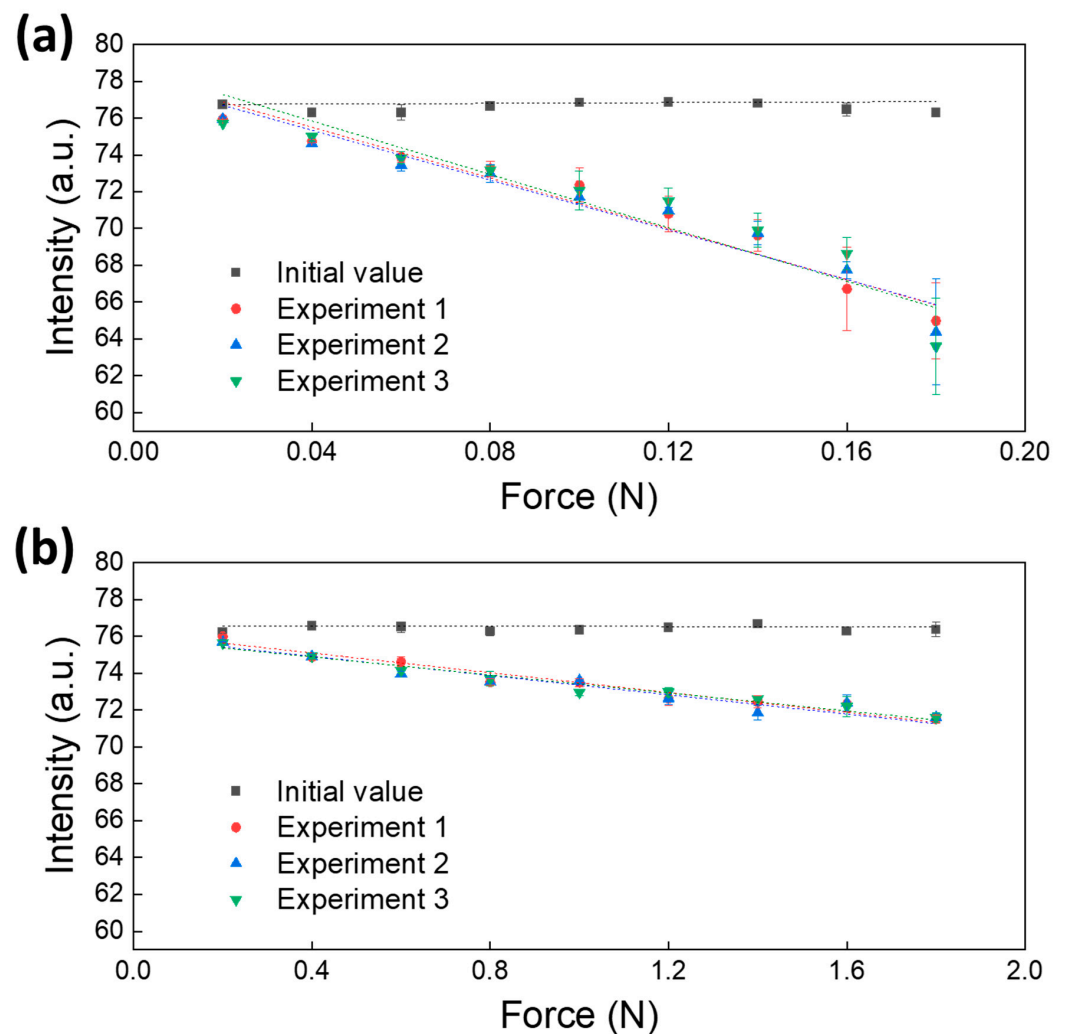 (a)
80
78
76
74
72
70
68
66
64
62
60
Intensity (a.u.)
Initial value
Experiment 1
Experiment 2
Experiment 3
0.00 0.04 0.08 0.12 0.16 0.20
Force (N)
(b)
80
78
76
74
72
70
68
66
64
62
60
Intensity (a.u.)
Initial value
Experiment 1
Experiment 2
Experiment 3
0.0 0.4 0.8 1.2 1.6 2.0
Force (N)